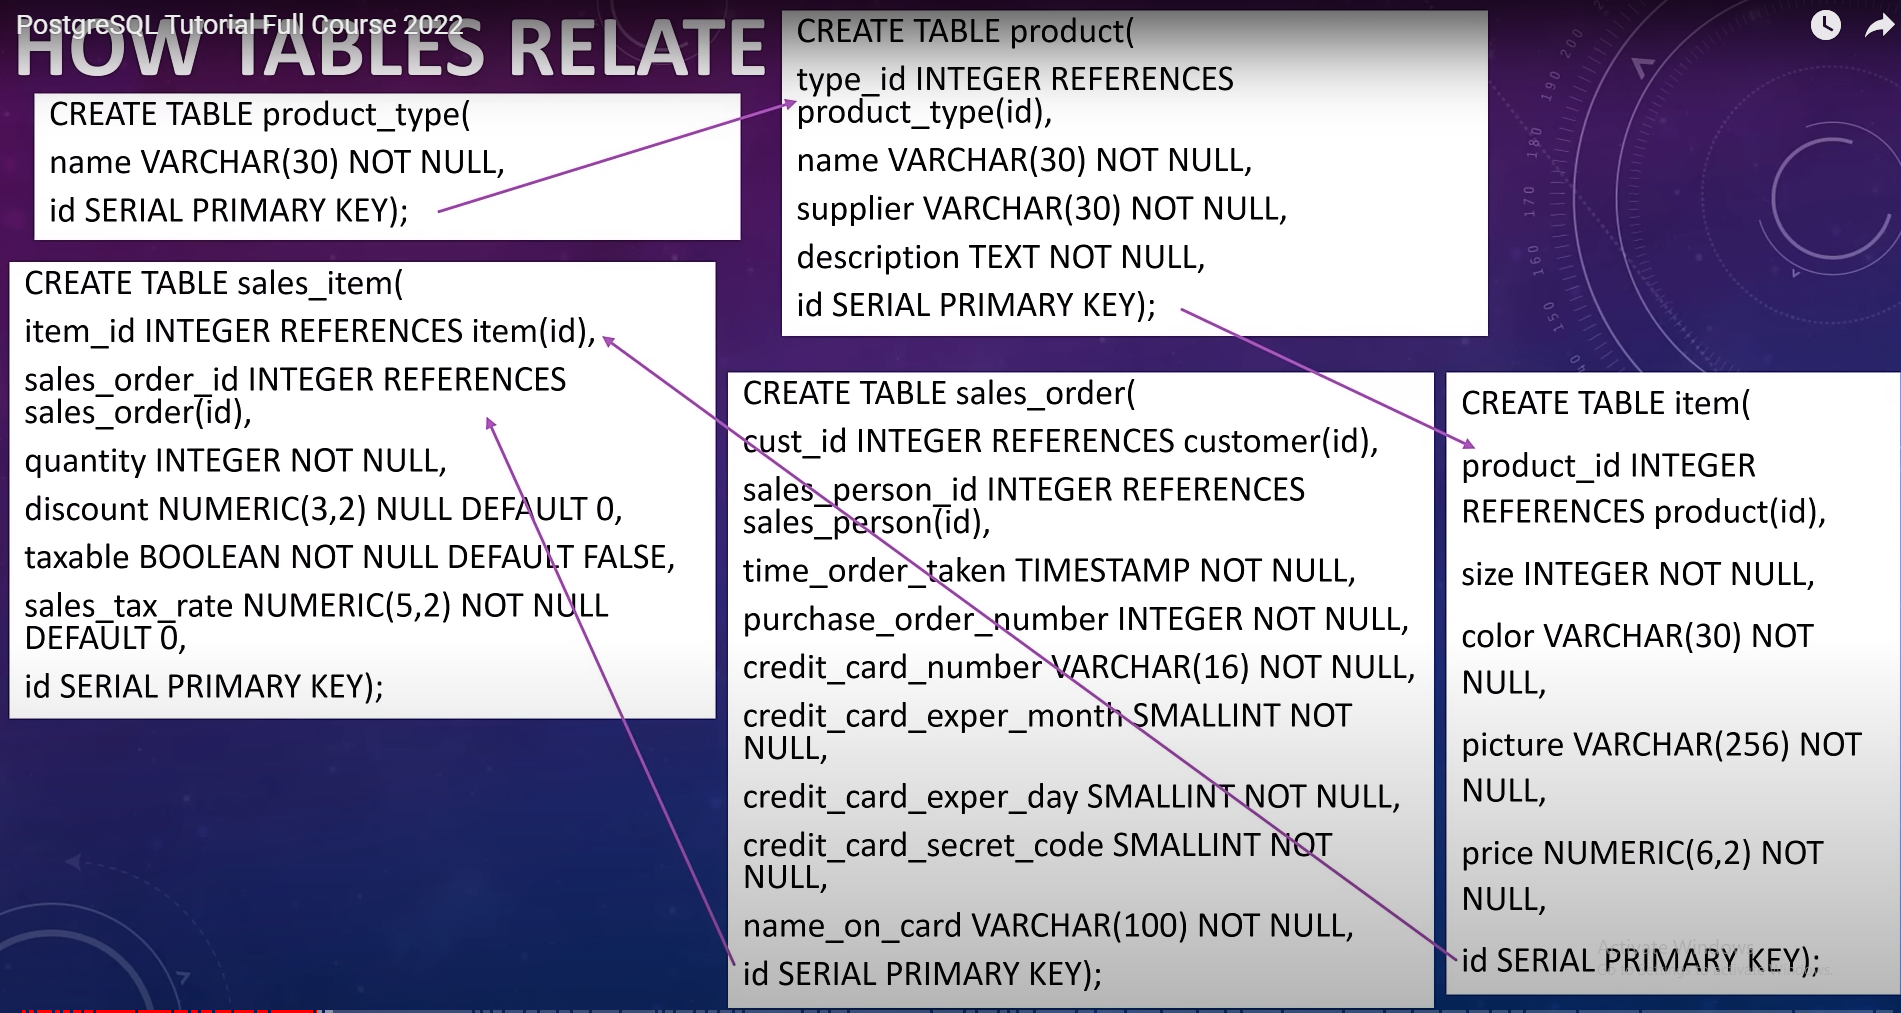 PostgreSQL Tutorial Full Course 2022
HOW TABLES RELATE
CREATE TABLE product_type(
name VARCHAR(30) NOT NULL,
id SERIAL PRIMARY KEY);
CREATE TABLE product(
type_id INTEGER REFERENCES
product_type(id),
name VARCHAR(30) NOT NULL,
supplier VARCHAR(30) NOT NULL,
description TEXT NOT NULL,
id SERIAL PRIMARY KEY);
CREATE TABLE sales_item(
item_id INTEGER REFERENCES item(id),
sales_order_id INTEGER REFERENCES
sales_order(id),
quantity INTEGER NOT NULL,
discount NUMERIC(3,2) NULL DEFAULT 0,
taxable BOOLEAN NOT NULL DEFAULT FALSE,
sales_tax_rate NUMERIC(5,2) NOT NULL
DEFAULT 0,
id SERIAL PRIMARY KEY);
CREATE TABLE sales_order(
cust_id INTEGER REFERENCES customer(id),
sales_person_id INTEGER REFERENCES
sales_person(id),
time_order_taken TIMESTAMP NOT NULL,
purchase_order_number INTEGER NOT NULL,
credit_card_number VARCHAR(16) NOT NULL,
credit_card_exper_month SMALLINT NOT
NULL,
credit_card_exper_day SMALLINT NOT NULL,
credit_card_secret_code SMALLINT NOT
NULL,
name_on_card VARCHAR(100) NOT NULL,
id SERIAL PRIMARY KEY);
CREATE TABLE item(
product_id INTEGER
REFERENCES product(id),
size INTEGER NOT NULL,
color VARCHAR(30) NOT
NULL,
picture VARCHAR(256) NOT
NULL,
price NUMERIC(6,2) NOT
NULL,
id SERIAL PRIMARY KEY);
Activate Windows
200
190
180
170
160
150